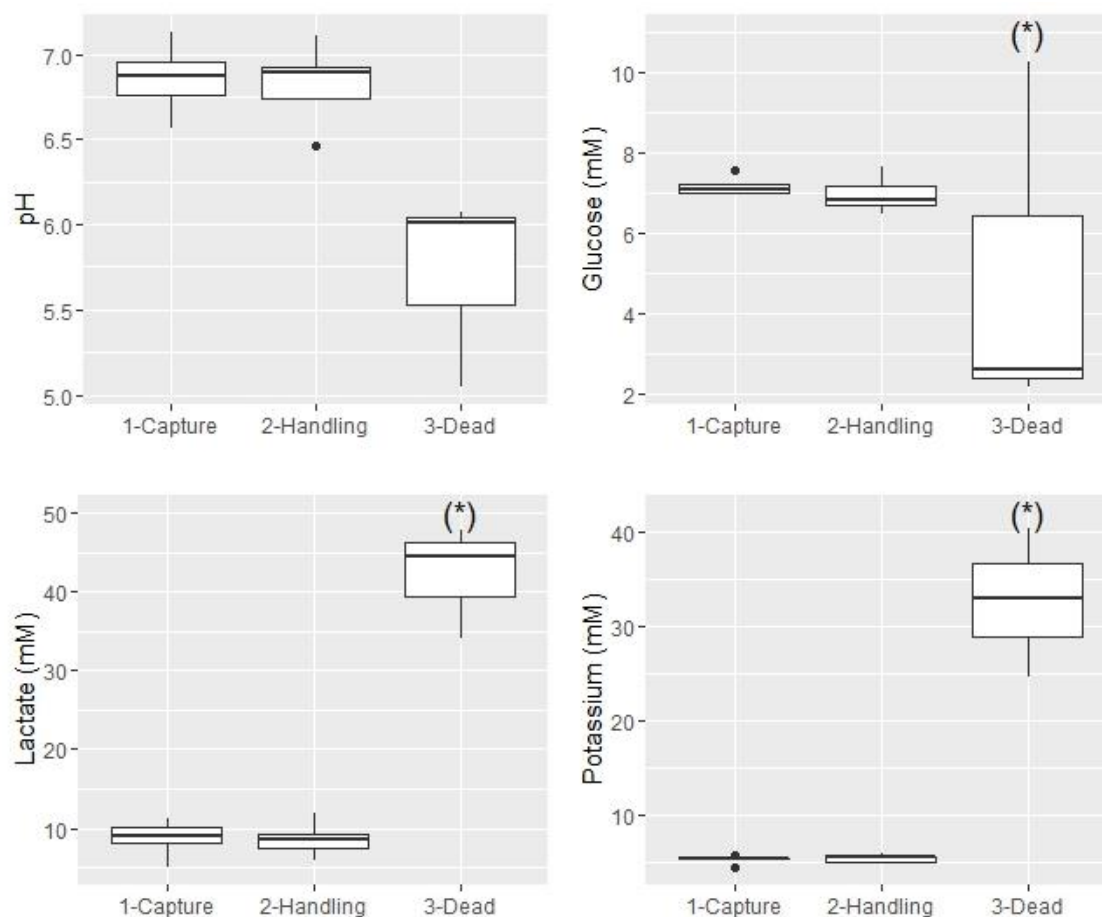 pH
7.0
6.5
6.0
5.5
5.0
1-Capture 2-Handling 3-Dead
Glucose (mM)
10
8
6
4
2
(*)
1-Capture 2-Handling 3-Dead
Lactate (mM)
50
40
30
20
10
(*)
1-Capture 2-Handling 3-Dead
Potassium (mM)
40
30
20
10
(*)
1-Capture 2-Handling 3-Dead